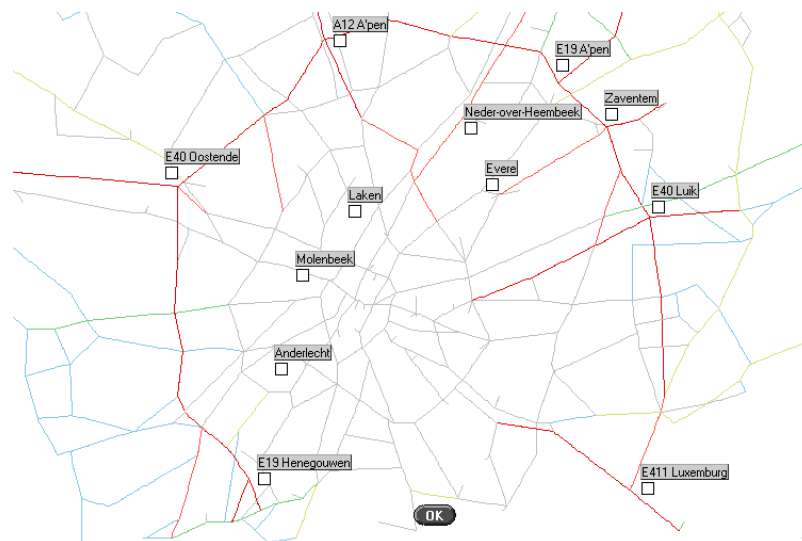 A12 A'pen
E19 A'pen
Zaventem
Neder-over-Heembeek
E40 Oostende
Evere
E40 Luik
Laken
Molenbeek
Anderlecht
E19 Henegouwen
E411 Luxemburg
OK